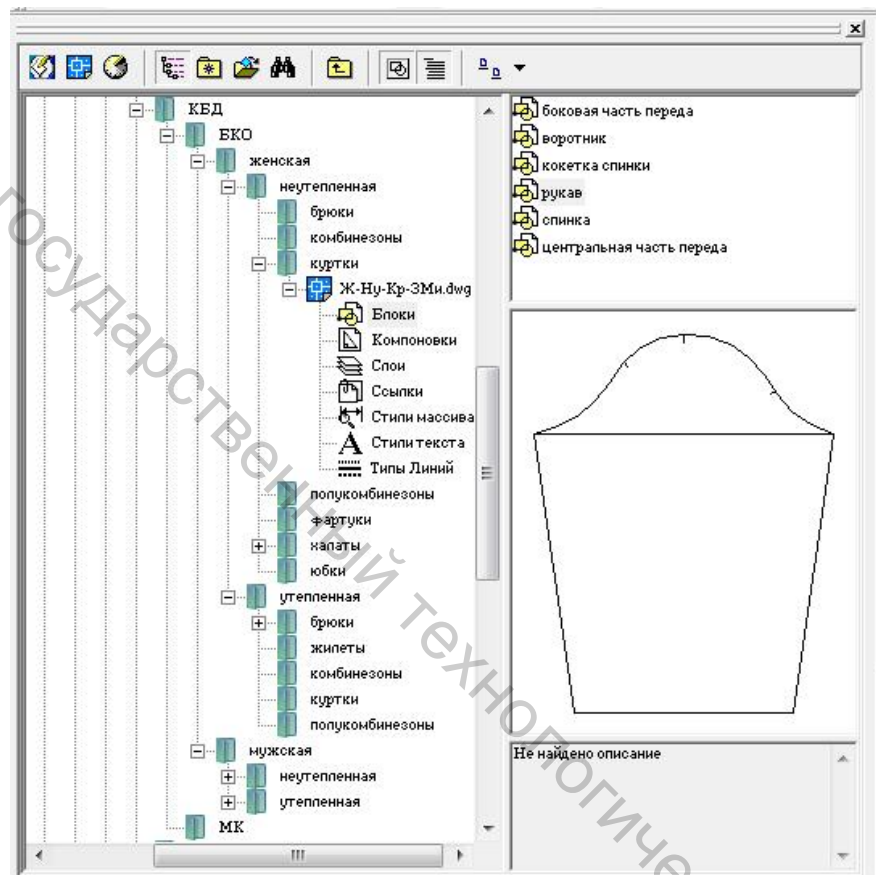 КБД
БКО
женская
неутепленная
брюки
комбинезоны
куртки
Ж-Ну-Кр-ЗМи.dwg
Блоки
Компоновки
Слои
Ссылки
Стили массива
Стили текста
Типы Линий
полукомбинезоны
фартуки
халаты
юбки
утепленная
брюки
жилеты
комбинезоны
куртки
полукомбинезоны
мужская
неутепленная
утепленная
МК
боковая часть переда
воротник
кокетка спинки
рукав
спинка
центральная часть переда
Не найдено описание
государственный технологиче